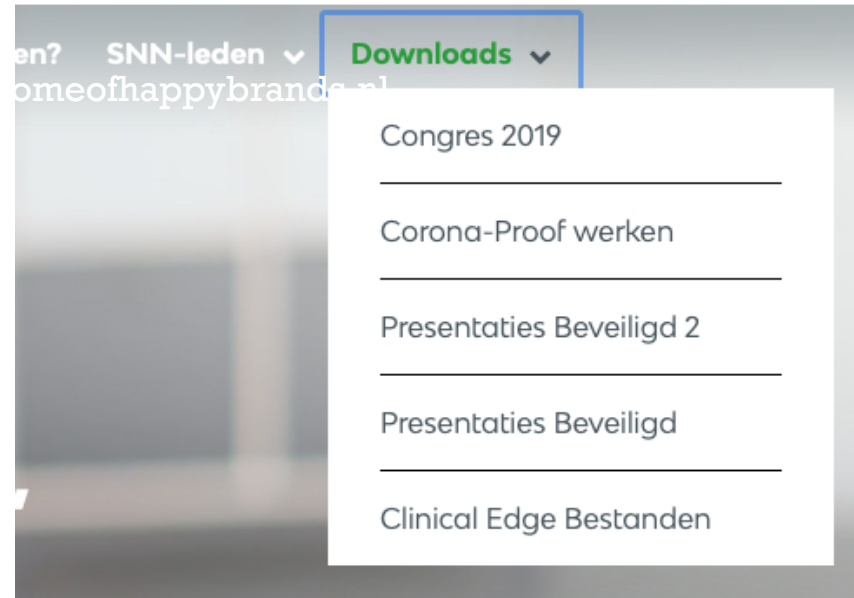 en? SNN-leden Downloads
omeofhappybrands.nl
Congres 2019
Corona-Proof werken
Presentaties Beveiligd 2
Presentaties Beveiligd
Clinical Edge Bestanden